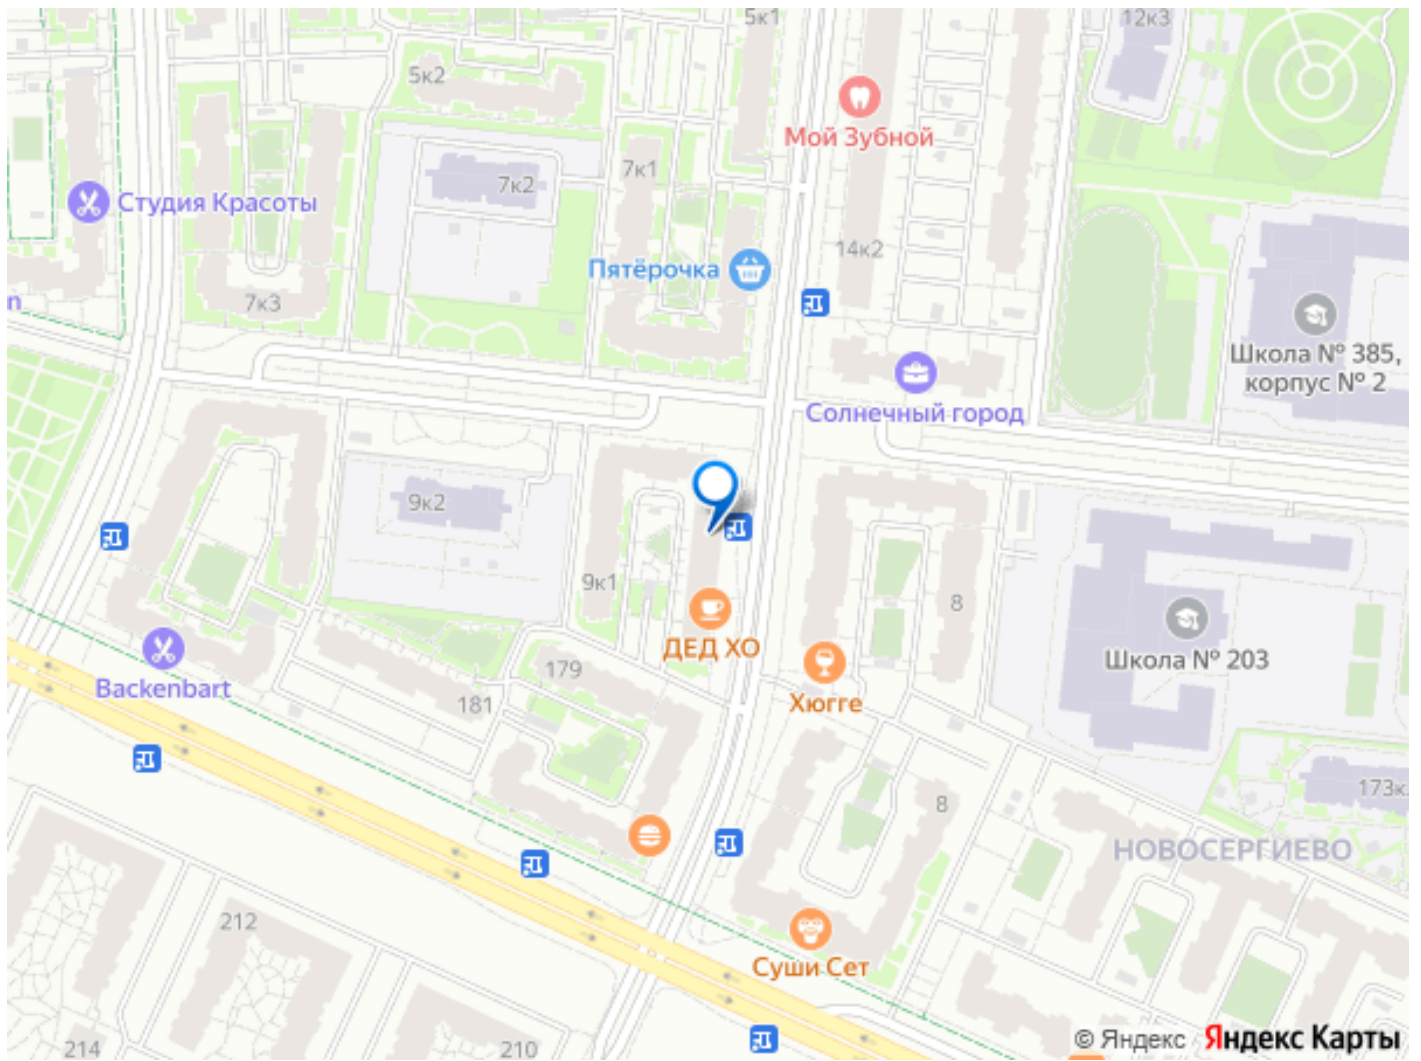 5к1
12к3
5к2
Мой Зубной
7к1
7к2
Студия Красоты
14к2
Пятёрочка
n
7к3
Школа № 385,
корпус № 2
Солнечный город
9к2
9к1
8
ДЕД ХО
Школа № 203
179
Backenbart
181
Хюгге
173к
8
НОВОСЕРГИЕВО
212
Суши Сет
214
210
© Яндекс Яндекс Карты